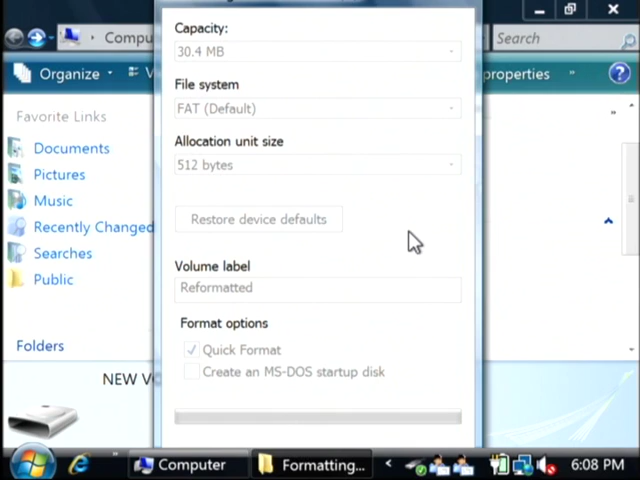 Capacity:
Compu
Search
30.4 MB
Organize
V
properties
»
File system
Favorite Links
FAT (Default)
»
Documents
Allocation unit size
Pictures
512 bytes
Music
Recently Changed
Restore device defaults
Searches
Public
Volume label
Reformatted
Format options
Folders
Quick Format
Create an MS-DOS startup disk
NEW VO
Computer
Formatting...
6:08 PM